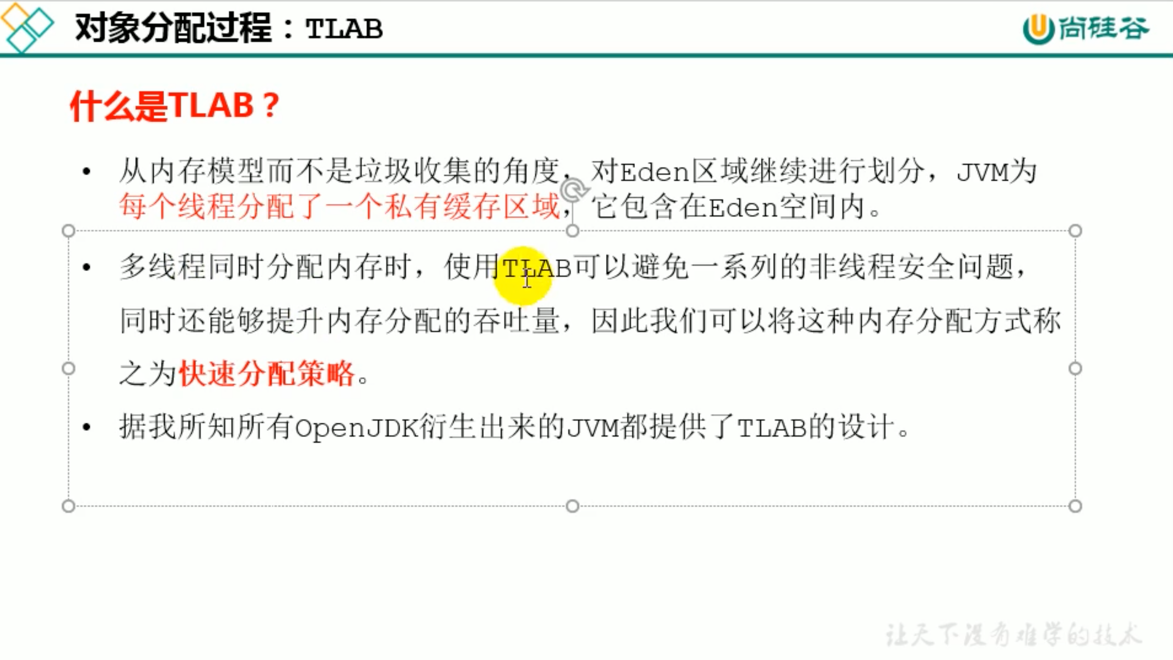 对象分配过程：TLAB
尚硅谷
什么是TLAB？
• 从内存模型而不是垃圾收集的角度，对Eden区域继续进行划分，JVM为
每个线程分配了一个私有缓存区域，它包含在Eden空间内。
• 多线程同时分配内存时，使用TLAB可以避免一系列的非线程安全问题，
同时还能够提升内存分配的吞吐量，因此我们可以将这种内存分配方式称
之为快速分配策略。
• 据我所知所有OpenJDK衍生出来的JVM都提供了TLAB的设计。
让天下没有难学的技术